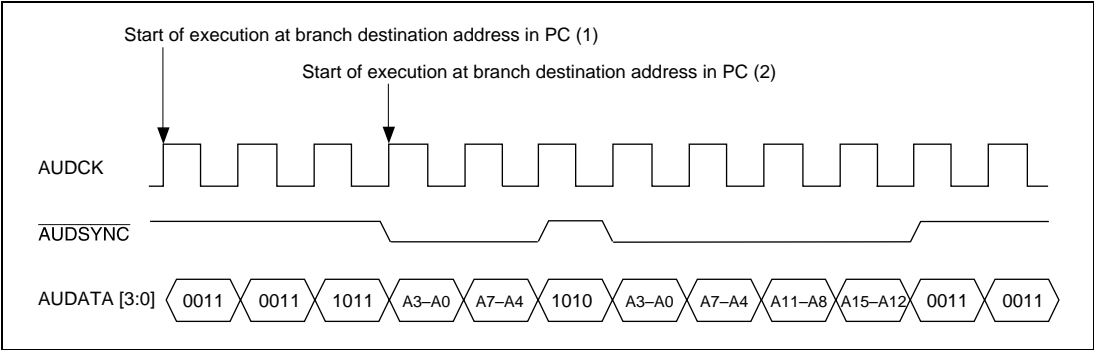 Start of execution at branch destination address in PC (1)
Start of execution at branch destination address in PC (2)
AUDCK
AUDSYNC
AUDATA [3:0] 0011 0011 1011 A3–A0 A7–A4 1010 A3–A0 A7–A4 A11–A8 A15–A12 0011 0011